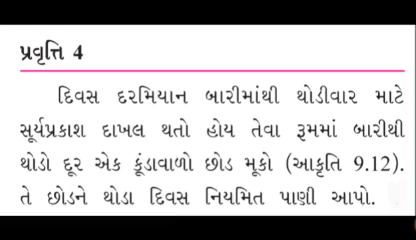 પ્રવૃત્તિ 4
દિવસ દરમિયાન બારીમાંથી થોડીવાર માટે
સૂર્યપ્રકાશ દાખલ થતો હોય તેવા રૂમમાં બારીથી
થોડો દૂર એક કૂંડાવાળો છોડ મૂકો (આકૃતિ 9.12).
તે છોડને થોડા દિવસ નિયમિત પાણી આપો.